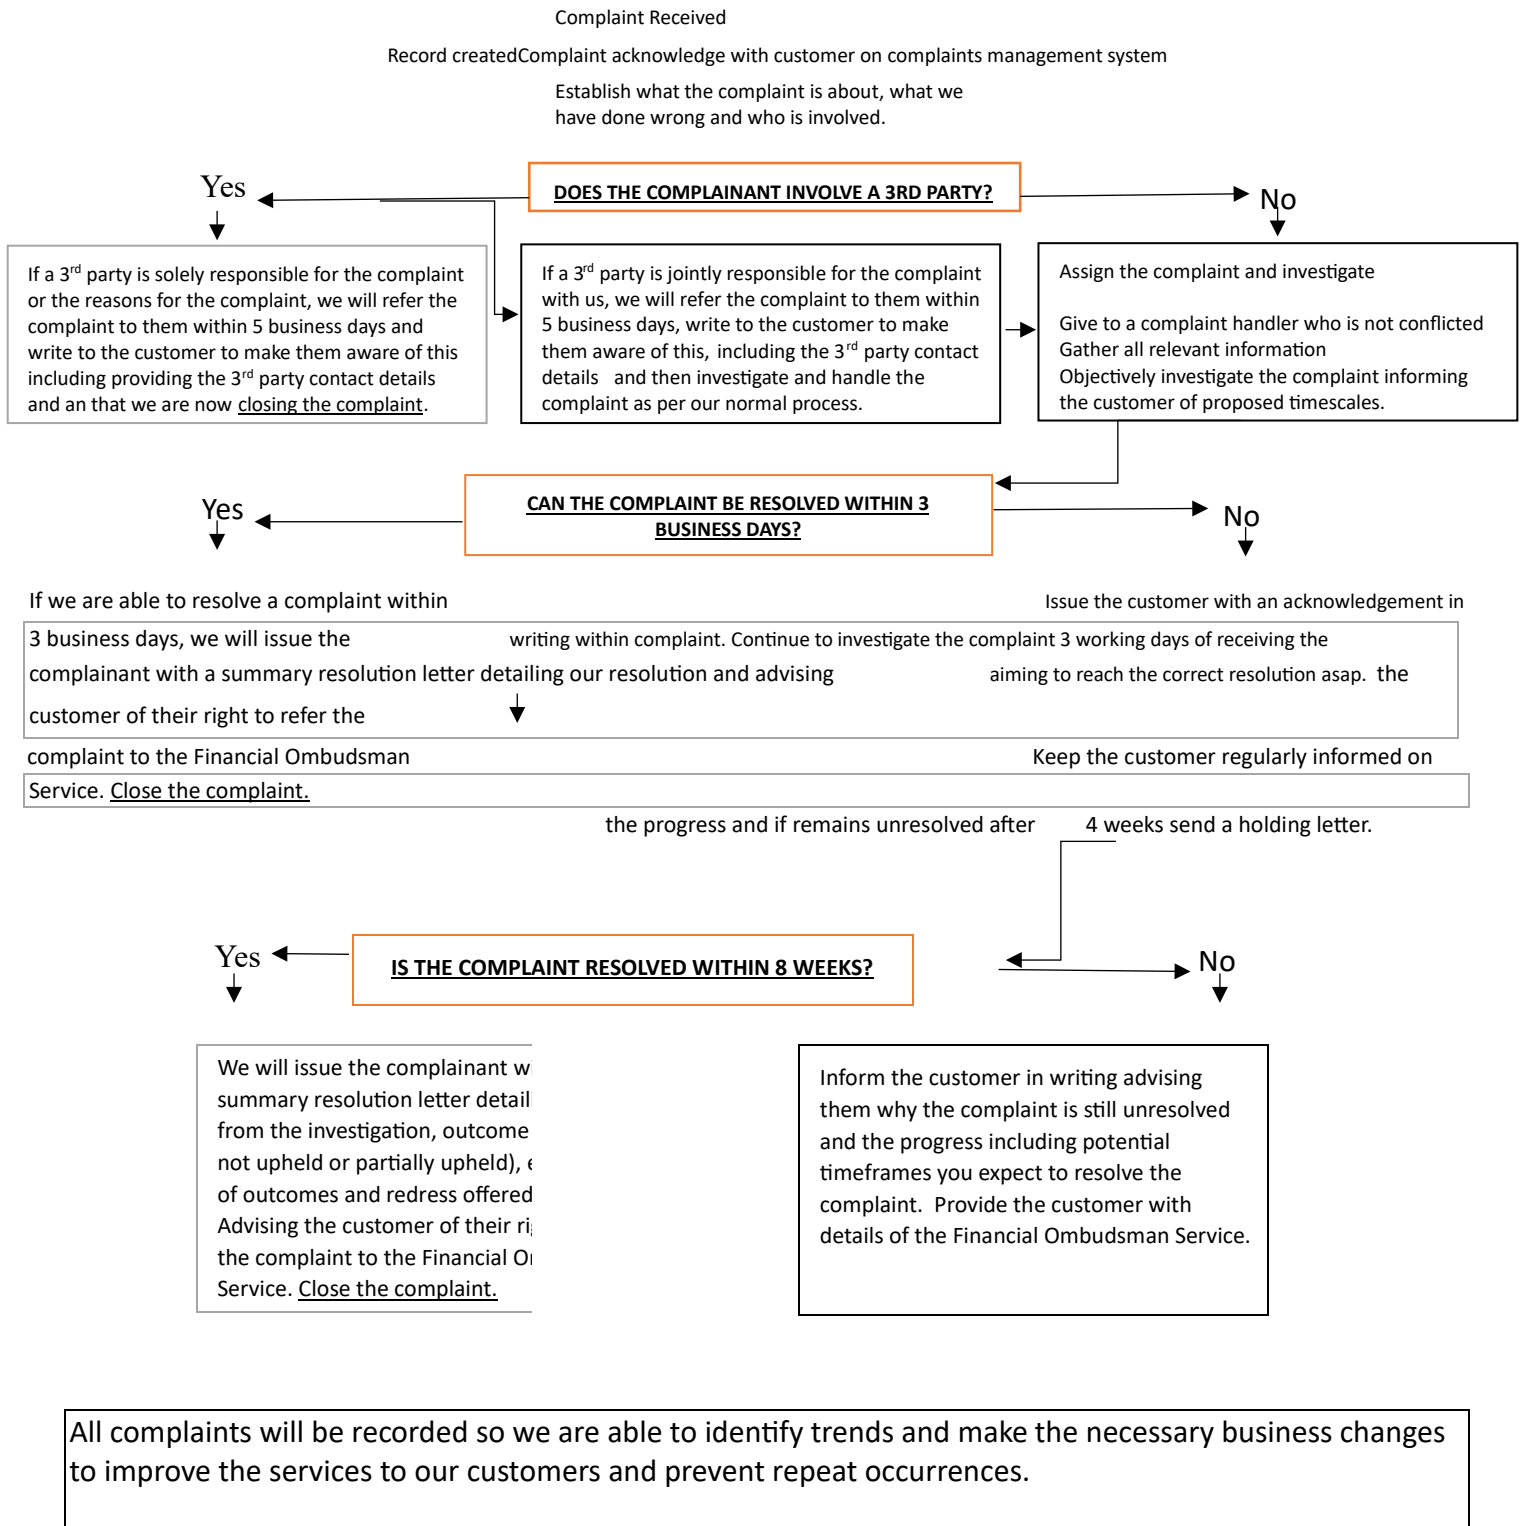 Complaint Received
Record createdComplaint acknowledge with customer on complaints management system
Establish what the complaint is about, what we
have done wrong and who is involved.
Yes
DOES THE COMPLAINANT INVOLVE A 3RD PARTY?
No
If a 3rd party is solely responsible for the complaint
or the reasons for the complaint, we will refer the
complaint to them within 5 business days and
write to the customer to make them aware of this
including providing the 3rd party contact details
and an that we are now closing the complaint.
If a 3rd party is jointly responsible for the complaint
with us, we will refer the complaint to them within
5 business days, write to the customer to make
them aware of this, including the 3rd party contact
details and then investigate and handle the
complaint as per our normal process.
Assign the complaint and investigate
Give to a complaint handler who is not conflicted
Gather all relevant information
Objectively investigate the complaint informing
the customer of proposed timescales.
Yes
CAN THE COMPLAINT BE RESOLVED WITHIN 3
BUSINESS DAYS?
No
If we are able to resolve a complaint within Issue the customer with an acknowledgement in
3 business days, we will issue the writing within complaint. Continue to investigate the complaint 3 working days of receiving the
complainant with a summary resolution letter detailing our resolution and advising aiming to reach the correct resolution asap. the
customer of their right to refer the
complaint to the Financial Ombudsman Keep the customer regularly informed on
Service. Close the complaint.
the progress and if remains unresolved after 4 weeks send a holding letter.
Yes
IS THE COMPLAINT RESOLVED WITHIN 8 WEEKS?
No
We will issue the complainant
summary resolution letter
from the investigation, outcome
not upheld or partially upheld),
of outcomes and redress offered
Advising the customer of their
the complaint to the Financial
Service. Close the complaint.
Inform the customer in writing advising
them why the complaint is still unresolved
and the progress including potential
timeframes you expect to resolve the
complaint. Provide the customer with
details of the Financial Ombudsman Service.
All complaints will be recorded so we are able to identify trends and make the necessary business changes
to improve the services to our customers and prevent repeat occurrences.